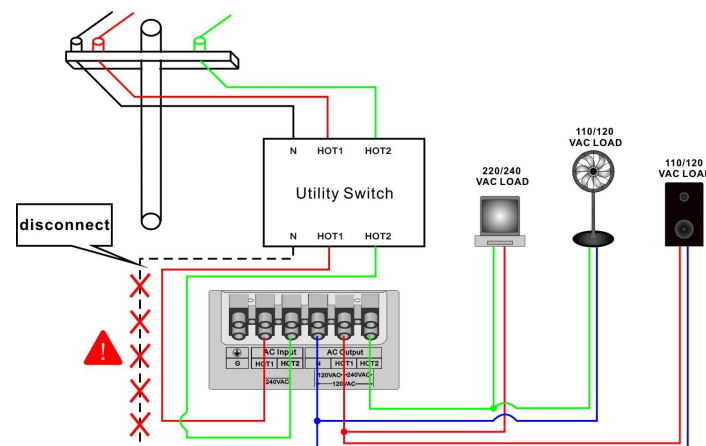 N HOT1 HOT2
Utility Switch
N HOT1 HOT2
disconnect
220/240
VAC LOAD
110/120
VAC LOAD
110/120
VAC LOA
AC Input AC Output
G HOT1 HOT2 N HOT1 HOT2
240VAC
120VAC 240VAC
120VAC